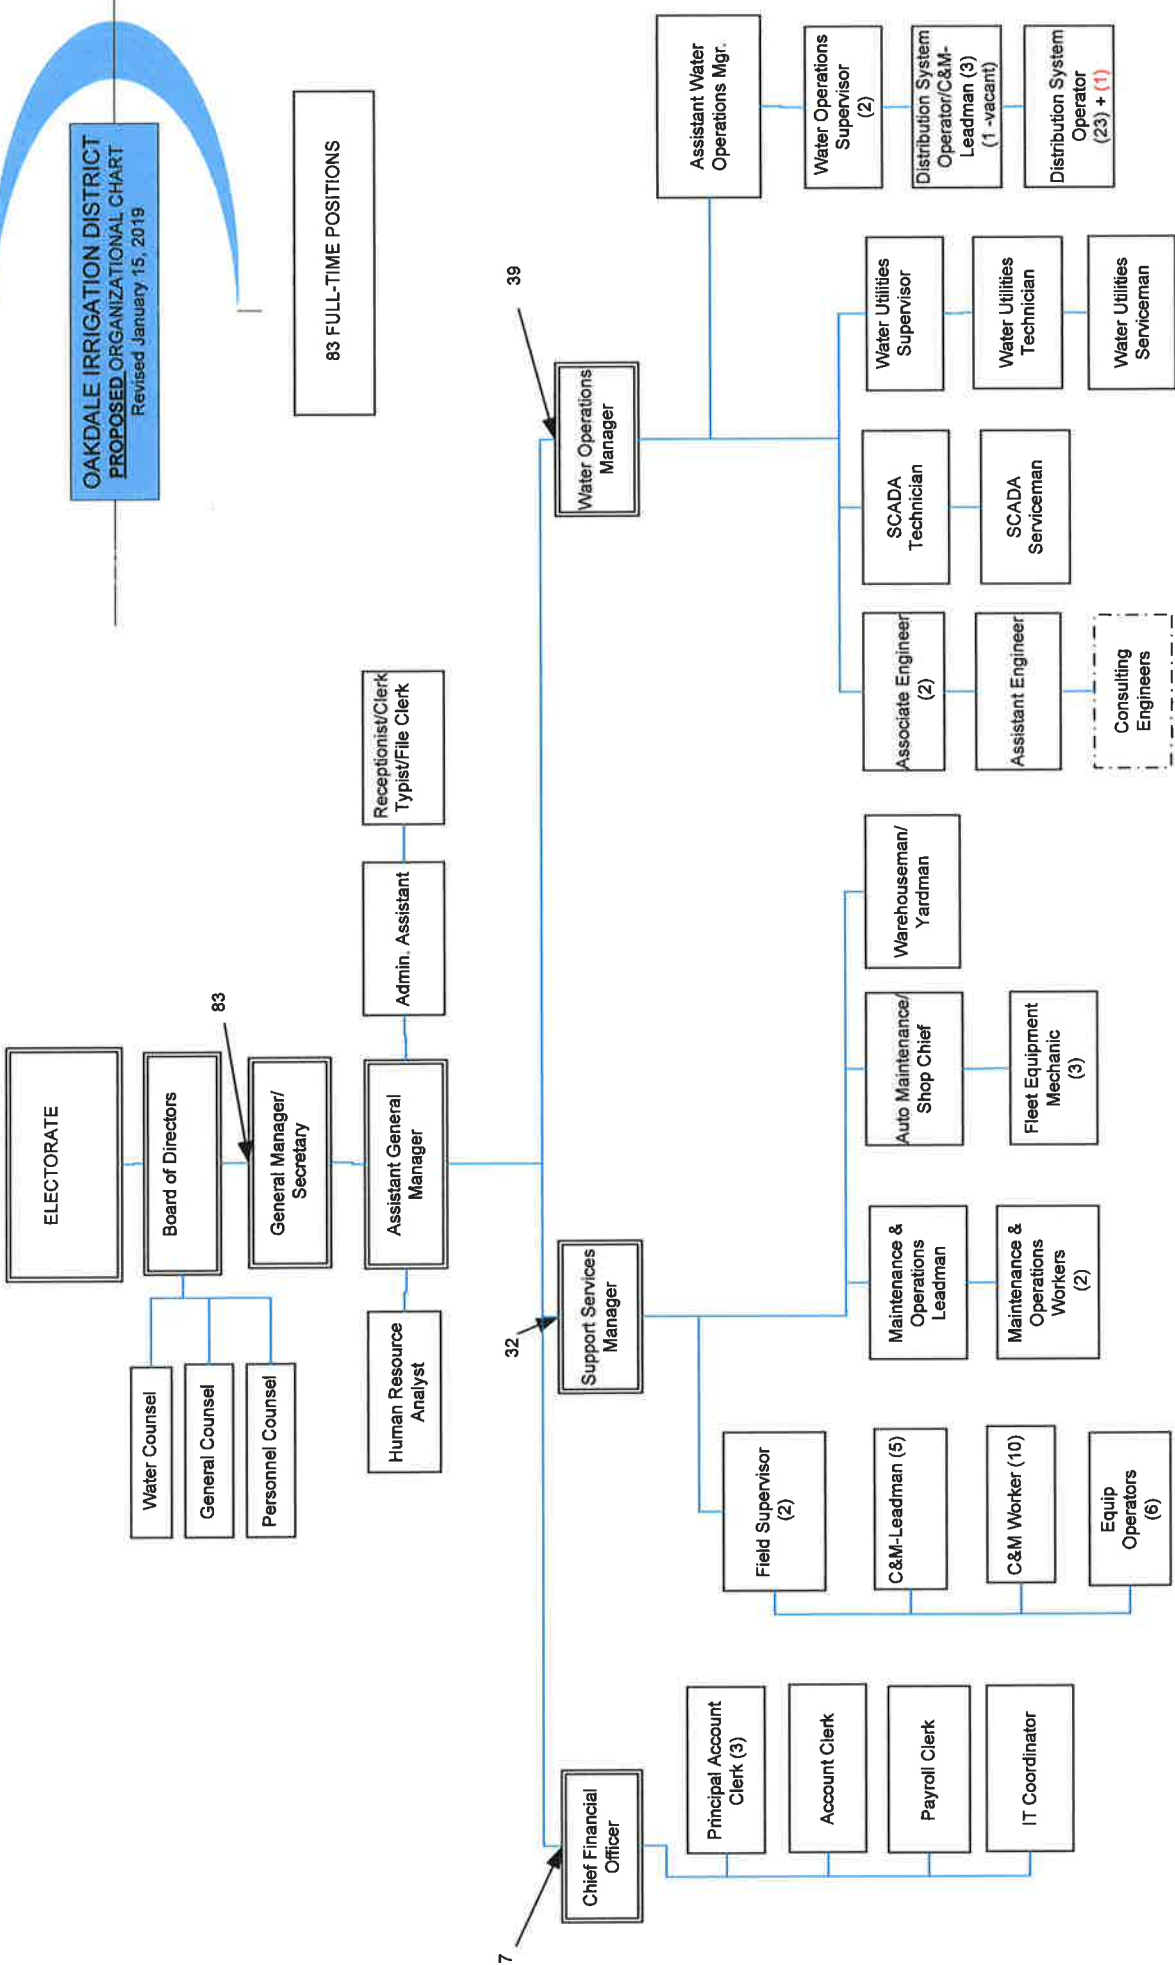 OAKDALE IRRIGATION DISTRICT
PROPOSED ORGANIZATIONAL CHART
Revised January 15, 2019
83 FULL-TIME POSITIONS
ELECTORATE
Board of Directors
Water Counsel
General Counsel
Personnel Counsel
83
General Manager/
Secretary
Human Resource
Analyst
Assistant General
Manager
Admin. Assistant
Receptionist/Clerk
Typist/File Clerk
7
Chief Financial
Officer
Principal Account
Clerk (3)
Account Clerk
Payroll Clerk
IT Coordinator
32
Support Services
Manager
Field Supervisor
(2)
C&M-Leadman (5)
C&M Worker (10)
Equip
Operators
(6)
Maintenance &
Operations
Leadman
Maintenance &
Operations
Workers
(2)
Auto Maintenance/
Shop Chief
Fleet Equipment
Mechanic
(3)
Warehouseman/
Yardman
39
Water Operations
Manager
Associate Engineer
(2)
Assistant Engineer
Consulting
Engineers
SCADA
Technician
SCADA
Serviceman
Water Utilities
Supervisor
Water Utilities
Technician
Water Utilities
Serviceman
Assistant Water
Operations Mgr.
Water Operations
Supervisor
(2)
Distribution System
Operator/C&M-
Leadman (3)
(1 -vacant)
Distribution System
Operator
(23) + (1)